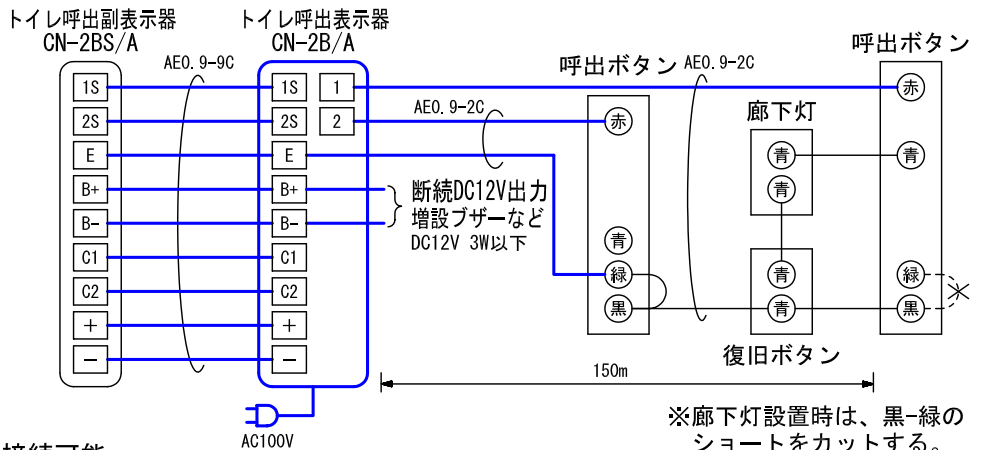 トイレ呼出副表示器
CN-2BS/A
トイレ呼出表示器
CN-2B/A
AE0.9-9C
呼出ボタン
AE0.9-2C
呼出ボタン
1S
1S
1
赤
AE0.9-2C
廊下灯
2S
2S
2
赤
E
E
青
青
B+
B+
断続DC12V出力
青
B-
B-
増設ブザーなど
DC12V 3W以下
青
C1
C1
緑
青
緑
C2
C2
黒
青
黒
+
+
復旧ボタン
-
-
150m
AC100V
※廊下灯設置時は、黒-緑の
ショートをカットする。
接続可能